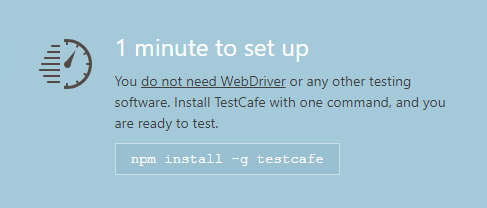 1 minute to set up
You do not need WebDriver or any other testing
software. Install TestCafe with one command, and you
are ready to test.
npm install -g testcafe